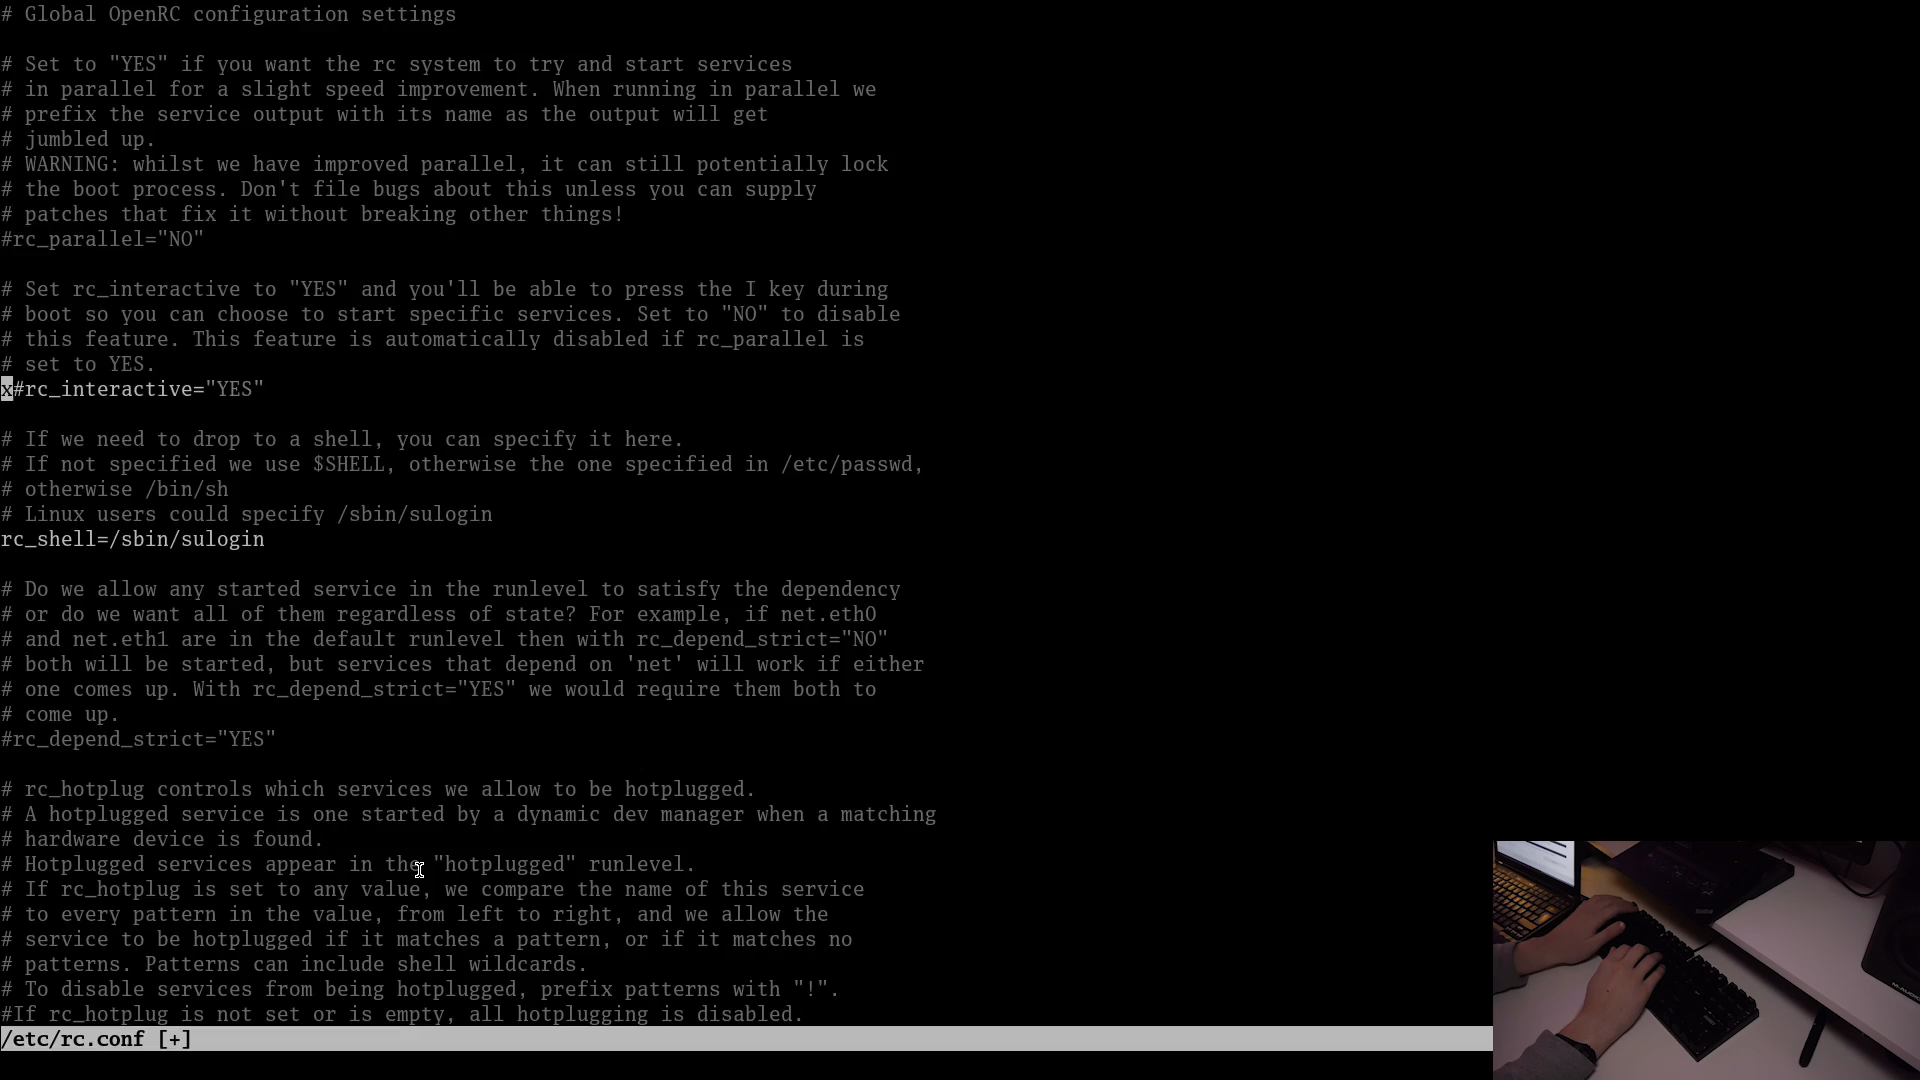 # Global OpenRC configuration settings
# Set to "YES" if you want the rc system to try and start services
# in parallel for a slight speed improvement. When running in parallel we
# prefix the service output with its name as the output will get
# jumbled up.
# WARNING: whilst we have improved parallel, it can still potentially lock
# the boot process. Don't file bugs about this unless you can supply
# patches that fix it without breaking other things!
#rc_parallel="NO"
# Set rc_interactive to "YES" and you'll be able to press the I key during
# boot so you can choose to start specific services. Set to "NO" to disable
# this feature. This feature is automatically disabled if rc_parallel is
# set to YES.
x#rc_interactive="YES"
# If we need to drop to a shell, you can specify it here.
# If not specified we use $SHELL, otherwise the one specified in /etc/passwd,
# otherwise /bin/sh
# Linux users could specify /sbin/sulogin
rc_shell=/sbin/sulogin
# Do we allow any started service in the runlevel to satisfy the dependency
# or do we want all of them regardless of state? For example, if net.eth0
# and net.eth1 are in the default runlevel then with rc_depend_strict="NO"
# both will be started, but services that depend on 'net' will work if either
# one comes up. With rc_depend_strict="YES" we would require them both to
# come up.
#rc_depend_strict="YES"
# rc_hotplug controls which services we allow to be hotplugged.
# A hotplugged service is one started by a dynamic dev manager when a matching
# hardware device is found.
# Hotplugged services appear in the "hotplugged" runlevel.
# If rc_hotplug is set to any value, we compare the name of this service
# to every pattern in the value, from left to right, and we allow the
# service to be hotplugged if it matches a pattern, or if it matches no
# patterns. Patterns can include shell wildcards.
# To disable services from being hotplugged, prefix patterns with "!".
#If rc_hotplug is not set or is empty, all hotplugging is disabled.
/etc/rc.conf [+]